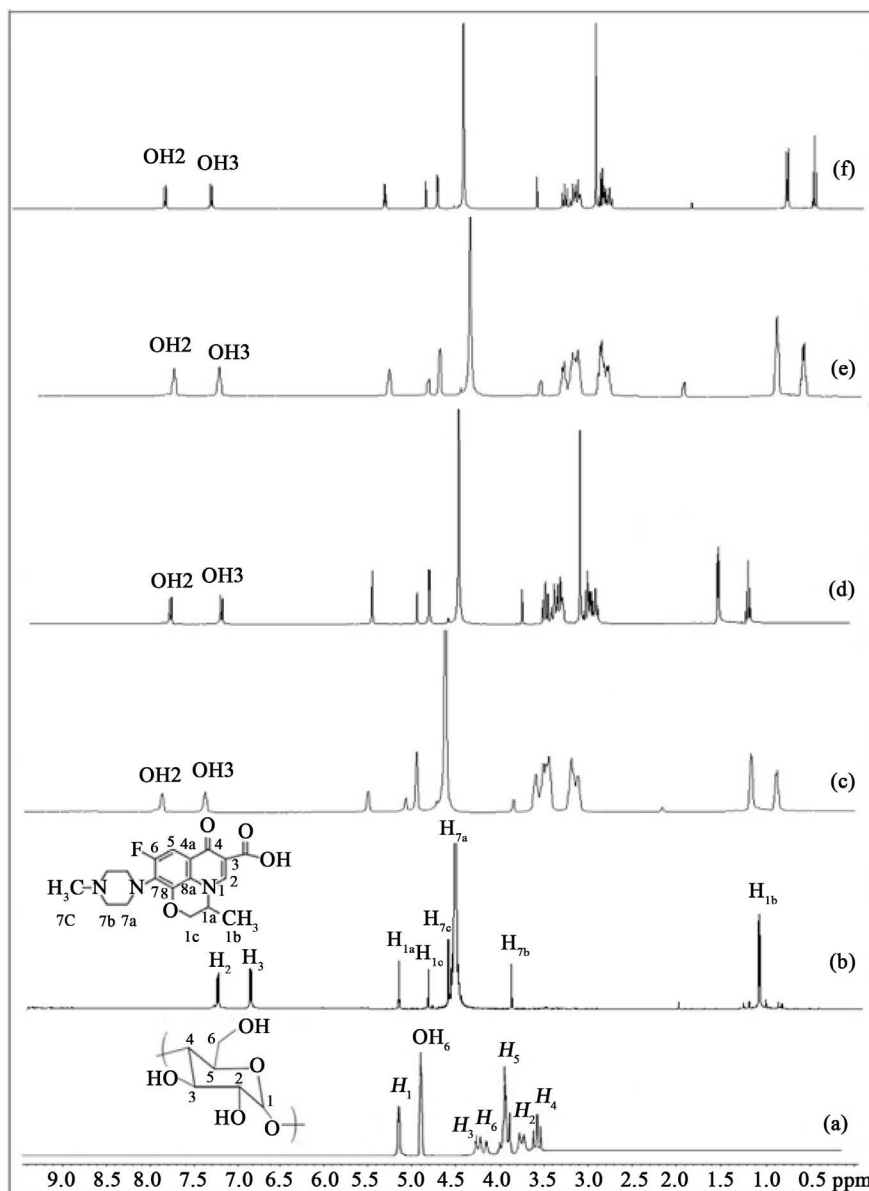 OH2 OH3 (f)
OH2 OH3 (e)
OH2 OH3 (d)
OH2 OH3 (c)
O O
F 6 5 4a 4 3 OH
H3C N N 7 8 8a N 1 2
7C 7b 7a O 1a CH3
1c 1b
H2 H3 H1a H1c H7c H7a H7b H1b (b)
OH
6
4 5 O
HO 3 2 1
HO O
H1 OH6 H3 H6 H5 H2 H4 (a)
9.0 8.5 8.0 7.5 7.0 6.5 6.0 5.5 5.0 4.5 4.0 3.5 3.0 2.5 2.0 1.5 1.0 0.5 ppm